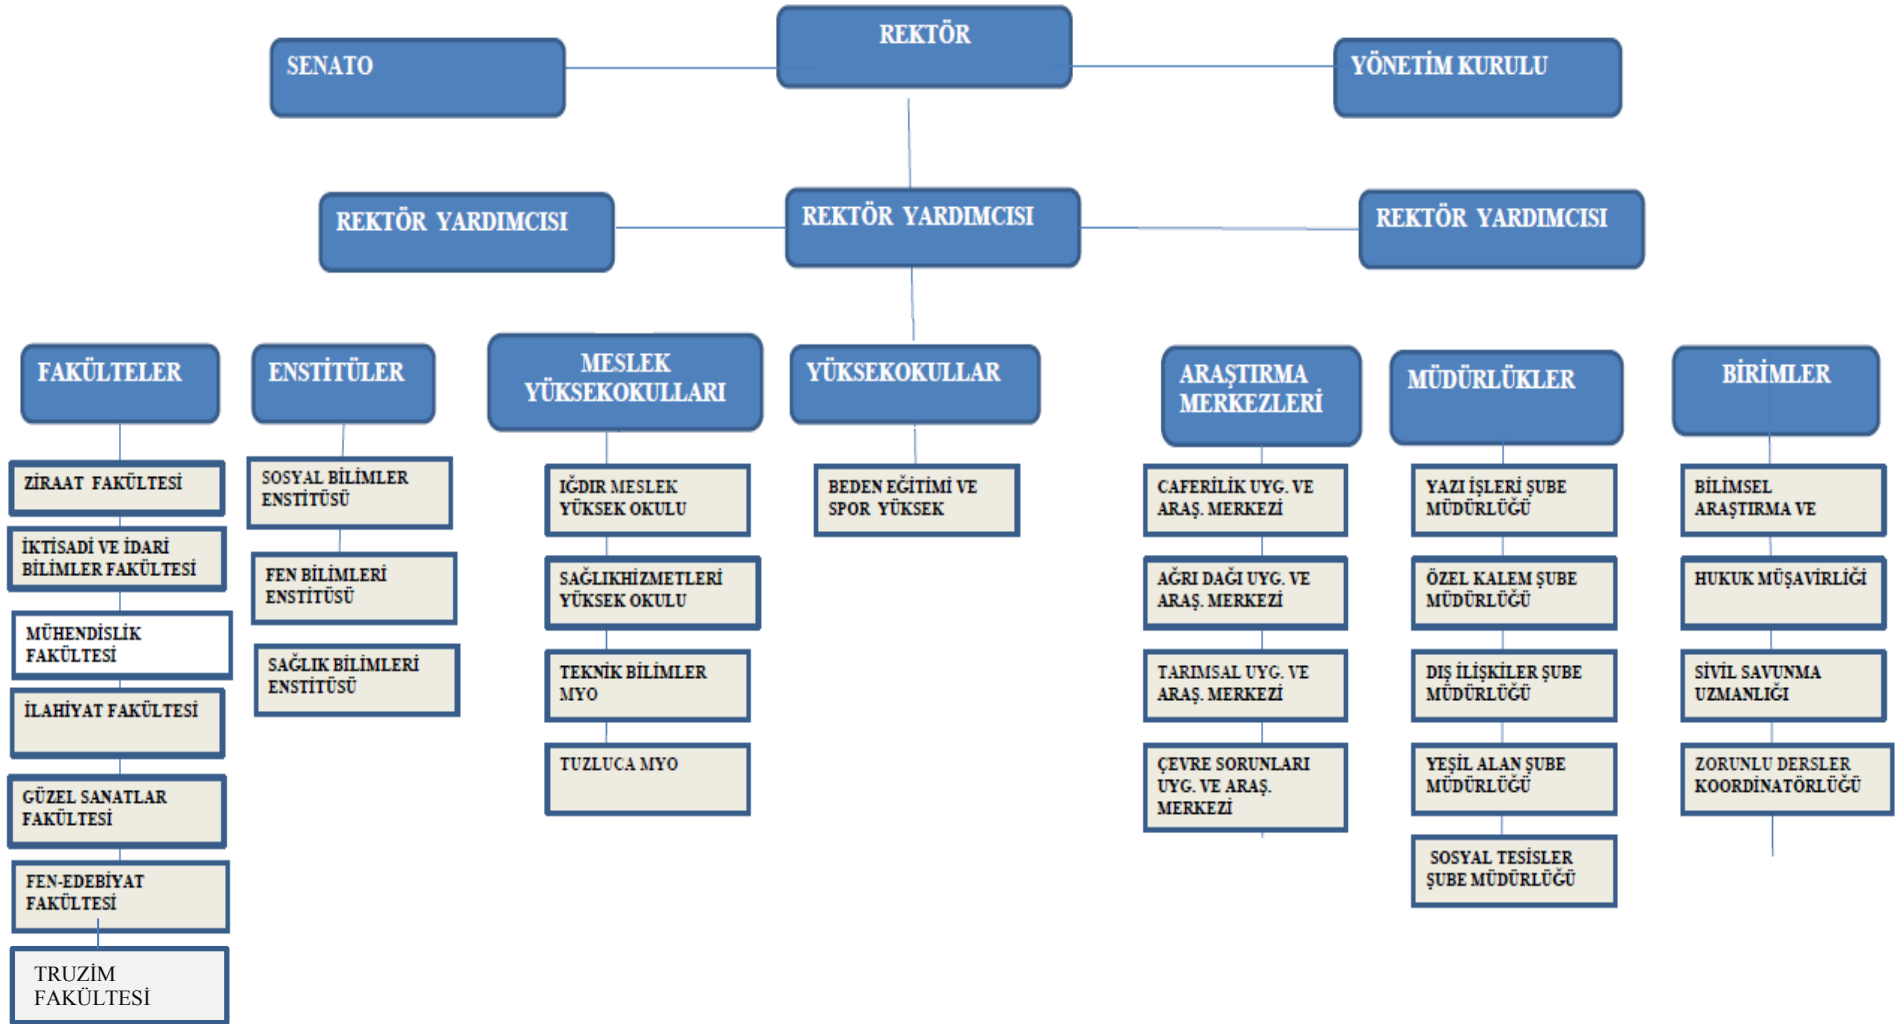 REKTÖR
SENATO
YÖNETİM KURULU
REKTÖR YARDIMCISI
REKTÖR YARDIMCISI
REKTÖR YARDIMCISI
FAKÜLTELER
ZİRAAT FAKÜLTESİ
İKTİSADİ VE İDARİ
BİLİMLER FAKÜLTESİ
MÜHENDİSLİK
FAKÜLTESİ
İLAHİYAT FAKÜLTESİ
GÜZEL SANATLAR
FAKÜLTESİ
FEN-EDEBİYAT
FAKÜLTESİ
TRUZİM
FAKÜLTESİ
ENSTİTÜLER
SOSYAL BİLİMLER
ENSTİTÜSÜ
FEN BİLİMLERİ
ENSTİTÜSÜ
SAĞLIK BİLİMLERİ
ENSTİTÜSÜ
MESLEK
YÜKSEKOKULLARI
IĞDIR MESLEK
YÜKSEK OKULU
SAĞLIKHİZMETLERİ
YÜKSEK OKULU
TEKNİK BİLİMLER
MYO
TUZLUCA MYO
YÜKSEKOKULLAR
BEDEN EĞİTİMİ VE
SPOR YÜKSEK
ARAŞTIRMA
MERKEZLERİ
CAFERİLİK UYG. VE
ARAŞ. MERKEZİ
AĞRI DAĞI UYG. VE
ARAŞ. MERKEZİ
TARIMSAL UYG. VE
ARAŞ. MERKEZİ
ÇEVRE SORUNLARI
UYG. VE ARAŞ.
MERKEZİ
MÜDÜRLÜKLER
YAZI İŞLERİ ŞUBE
MÜDÜRLÜĞÜ
ÖZEL KALEM ŞUBE
MÜDÜRLÜĞÜ
DIŞ İLİŞKİLER ŞUBE
MÜDÜRLÜĞÜ
YEŞİL ALAN ŞUBE
MÜDÜRLÜĞÜ
SOSYAL TESİSLER
ŞUBE MÜDÜRLÜĞÜ
BİRİMLER
BİLİMSEL
ARAŞTIRMA VE
HUKUK MÜŞAVİRLİĞİ
SİVİL SAVUNMA
UZMANLIĞI
ZORUNLU DERSLER
KOORDİNATÖRLÜĞÜ